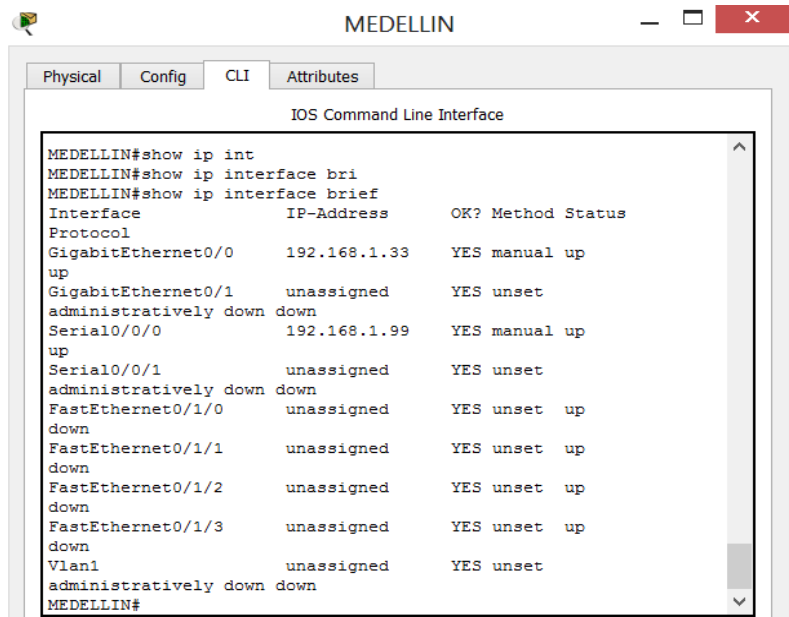 MEDELLIN
Physical Config CLI Attributes
IOS Command Line Interface
MEDELLIN#show ip int
MEDELLIN#show ip interface bri
MEDELLIN#show ip interface brief
Interface IP-Address OK? Method Status
Protocol
GigabitEthernet0/0 192.168.1.33 YES manual up
up
GigabitEthernet0/1 unassigned YES unset
administratively down down
Serial0/0/0 192.168.1.99 YES manual up
up
Serial0/0/1 unassigned YES unset
administratively down down
FastEthernet0/1/0 unassigned YES unset up
down
FastEthernet0/1/1 unassigned YES unset up
down
FastEthernet0/1/2 unassigned YES unset up
down
FastEthernet0/1/3 unassigned YES unset up
down
Vlan1 unassigned YES unset
administratively down down
MEDELLIN#